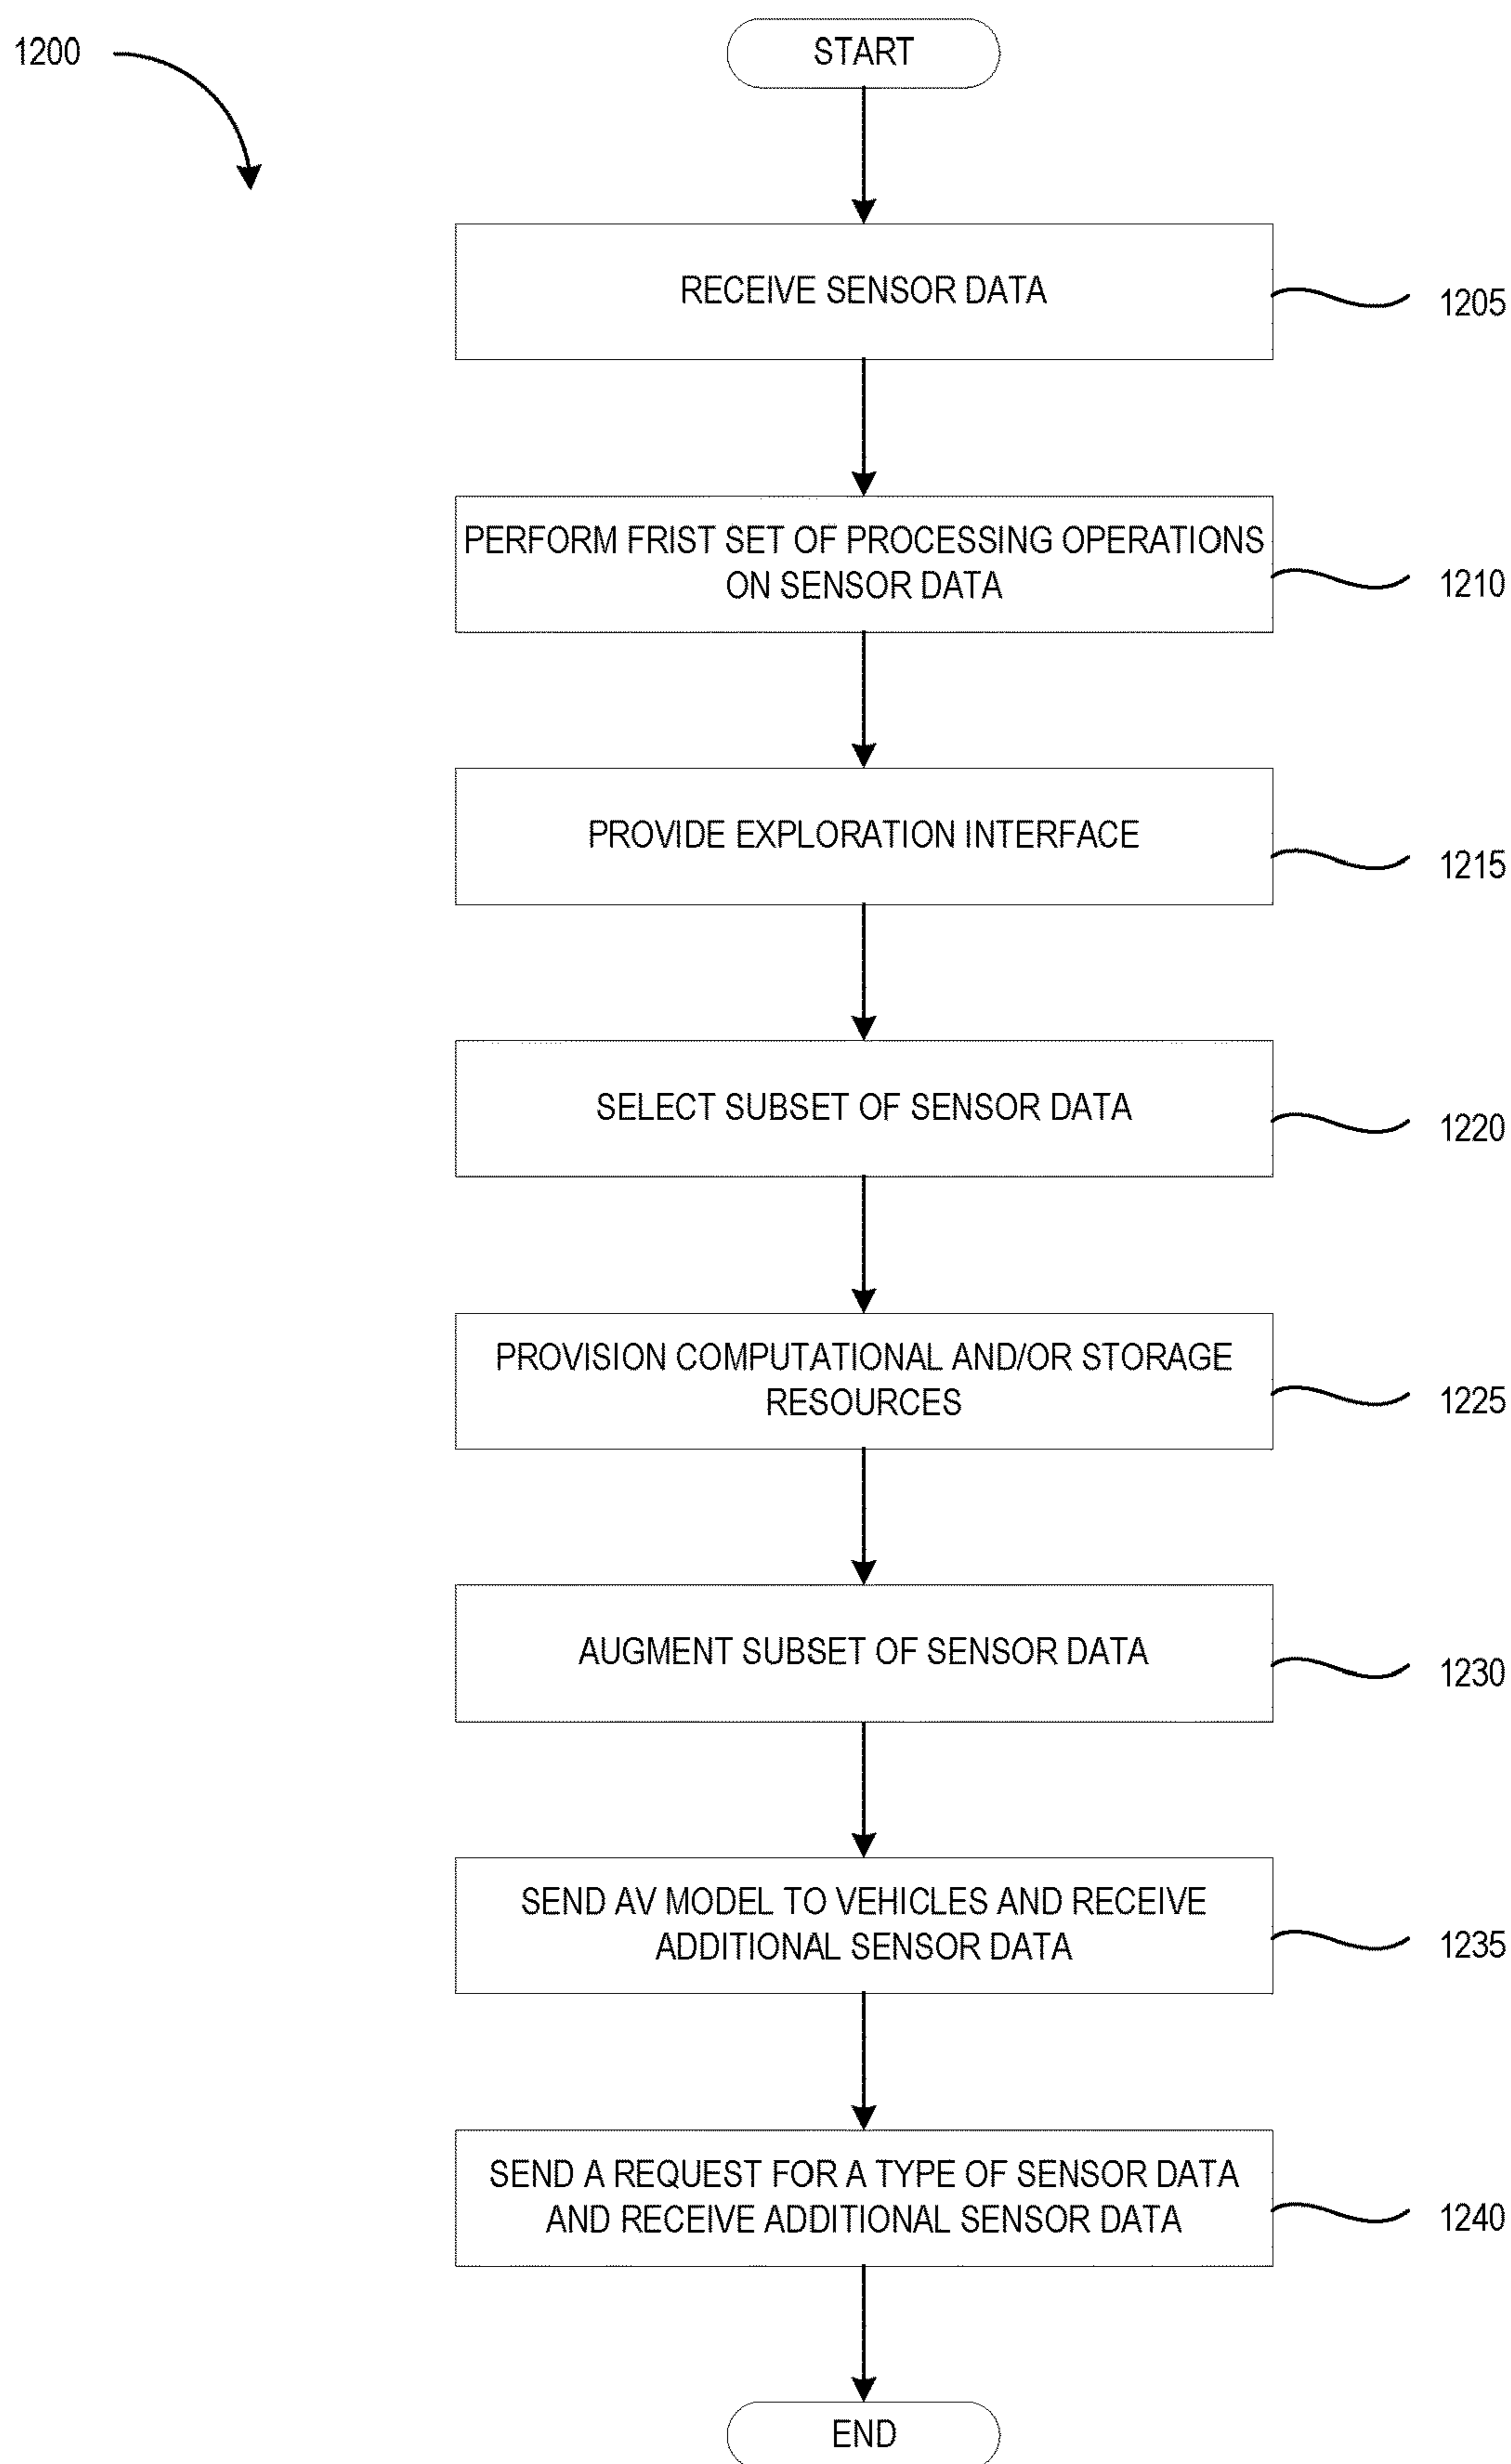 1200
START
RECEIVE SENSOR DATA
1205
PERFORM FRIST SET OF PROCESSING OPERATIONS
ON SENSOR DATA
1210
PROVIDE EXPLORATION INTERFACE
1215
SELECT SUBSET OF SENSOR DATA
1220
PROVISION COMPUTATIONAL AND/OR STORAGE
RESOURCES
1225
AUGMENT SUBSET OF SENSOR DATA
1230
SEND AV MODEL TO VEHICLES AND RECEIVE
ADDITIONAL SENSOR DATA
1235
SEND A REQUEST FOR A TYPE OF SENSOR DATA
AND RECEIVE ADDITIONAL SENSOR DATA
1240
END